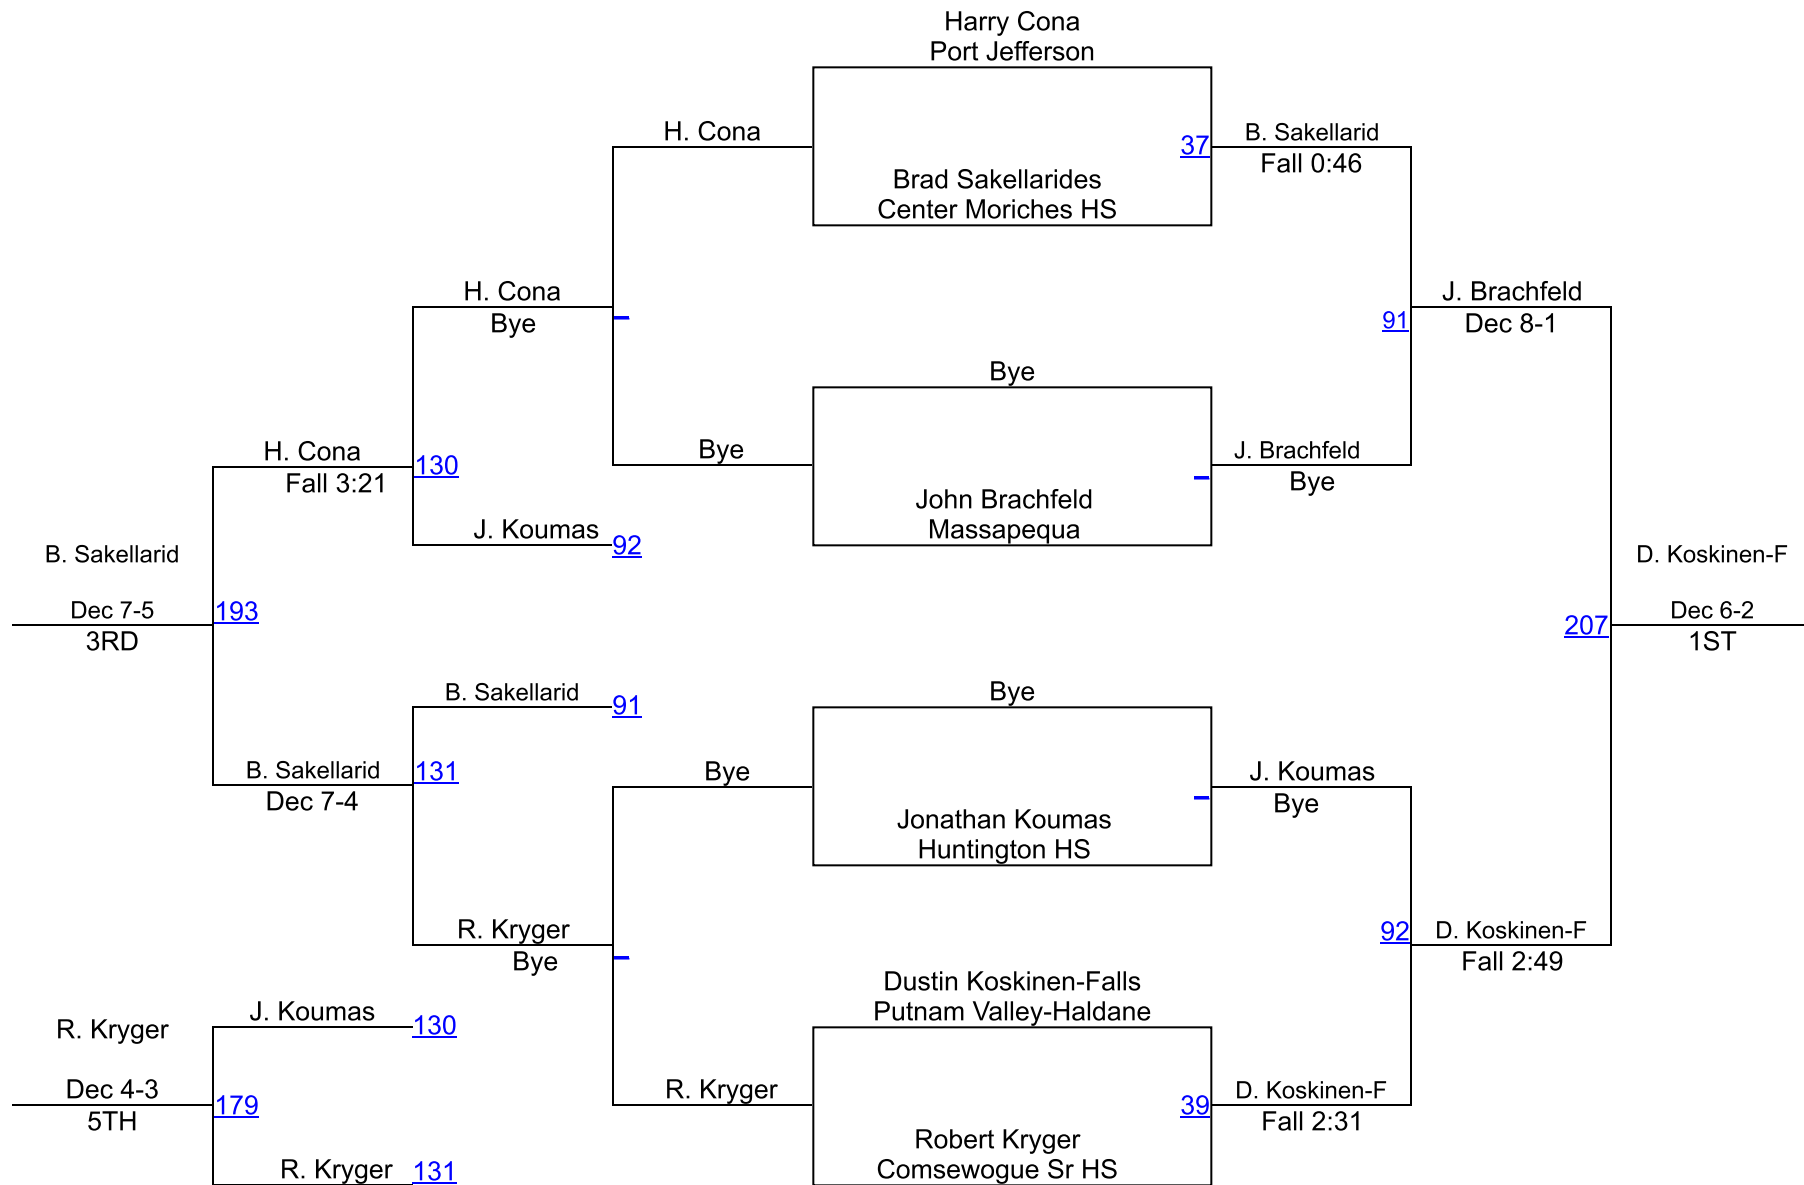 Harry Cona
Port Jefferson
H. Cona
37
B. Sakellarid
Fall 0:46
Brad Sakellarides
Center Moriches HS
H. Cona
Bye
91
J. Brachfeld
Dec 8-1
Bye
Bye
J. Brachfeld
Bye
John Brachfeld
Massapequa
H. Cona
Fall 3:21
130
J. Koumas
92
B. Sakellarid
Dec 7-5
3RD
193
D. Koskinen-F
Dec 6-2
1ST
207
B. Sakellarid
91
Bye
B. Sakellarid
Dec 7-4
131
Bye
J. Koumas
Bye
Jonathan Koumas
Huntington HS
R. Kryger
Bye
92
D. Koskinen-F
Fall 2:49
Dustin Koskinen-Falls
Putnam Valley-Haldane
J. Koumas
130
R. Kryger
Dec 4-3
5TH
179
R. Kryger
39
D. Koskinen-F
Fall 2:31
Robert Kryger
Comsewogue Sr HS
R. Kryger
131